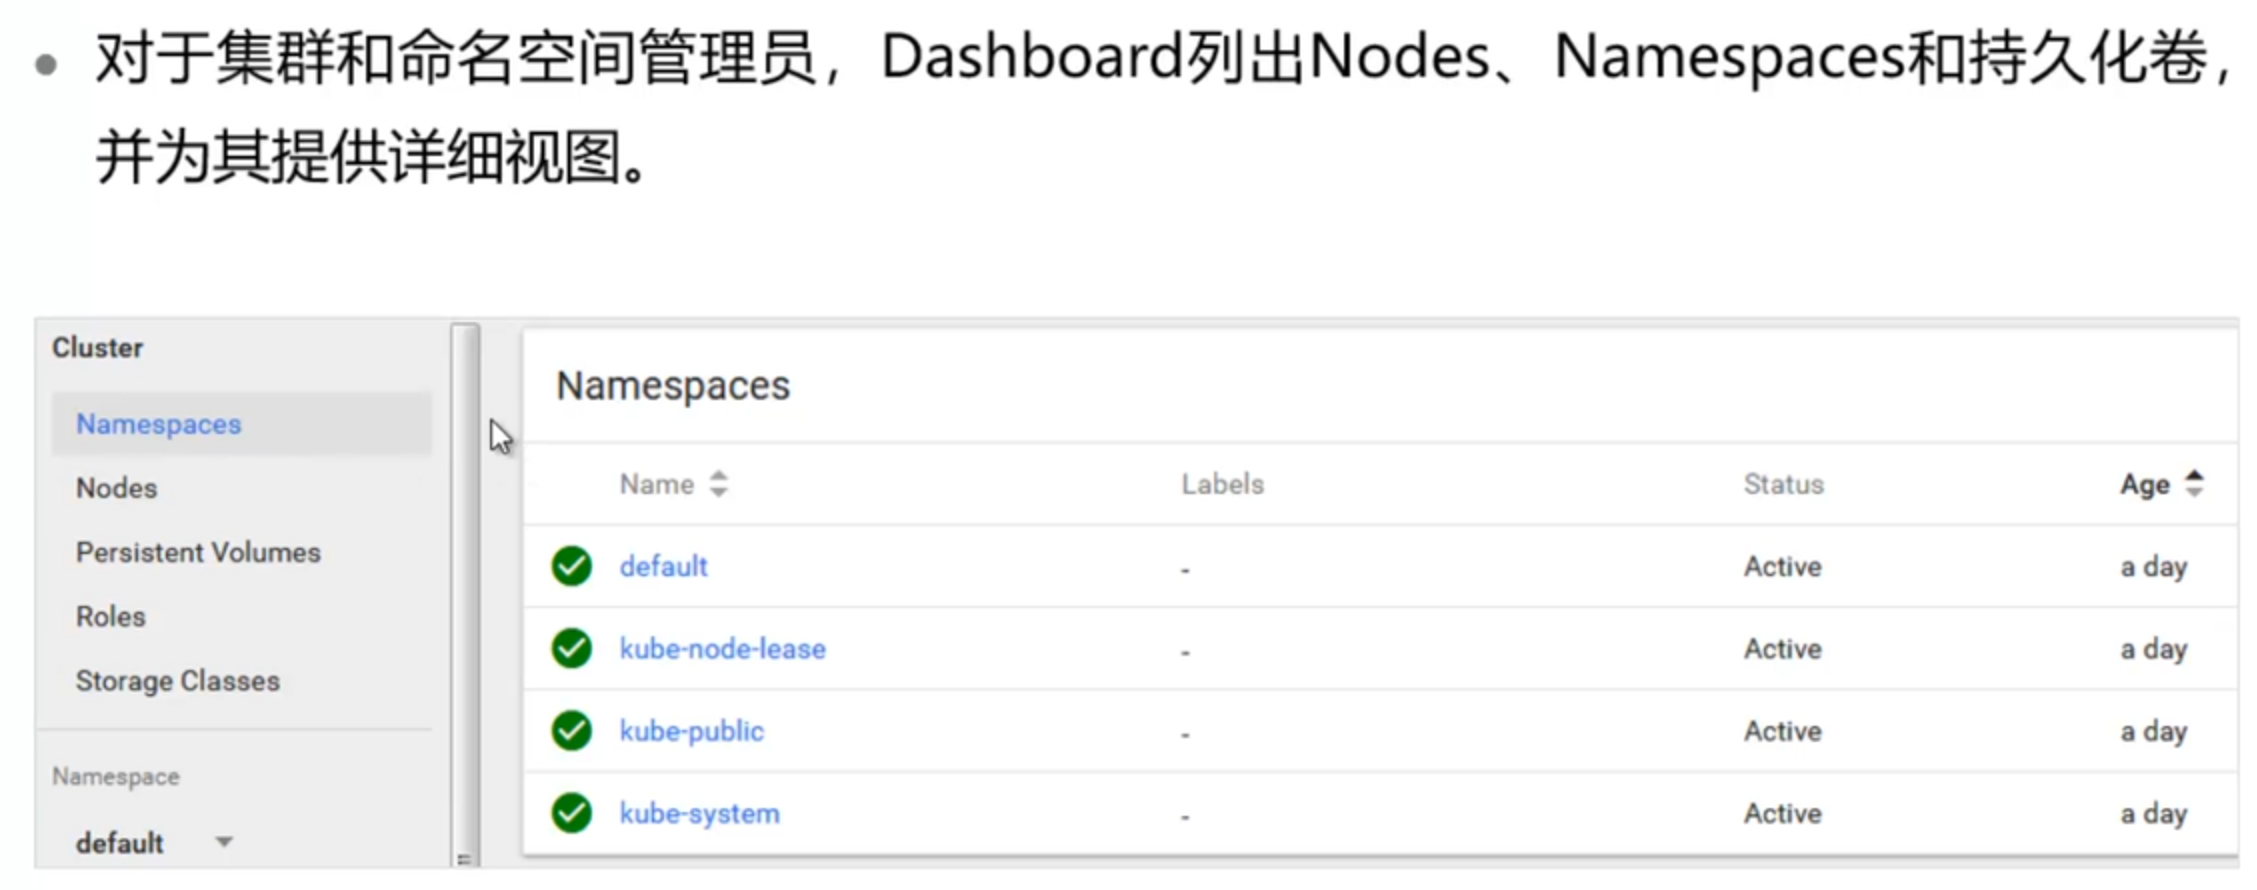 • 对于集群和命名空间管理员，Dashboard列出Nodes、Namespaces和持久化卷，
并为其提供详细视图。
Cluster
Namespaces
Nodes
Persistent Volumes
Roles
Storage Classes
Namespace
default
Namespaces
Name Labels Status Age
default - Active a day
kube-node-lease - Active a day
kube-public - Active a day
kube-system - Active a day